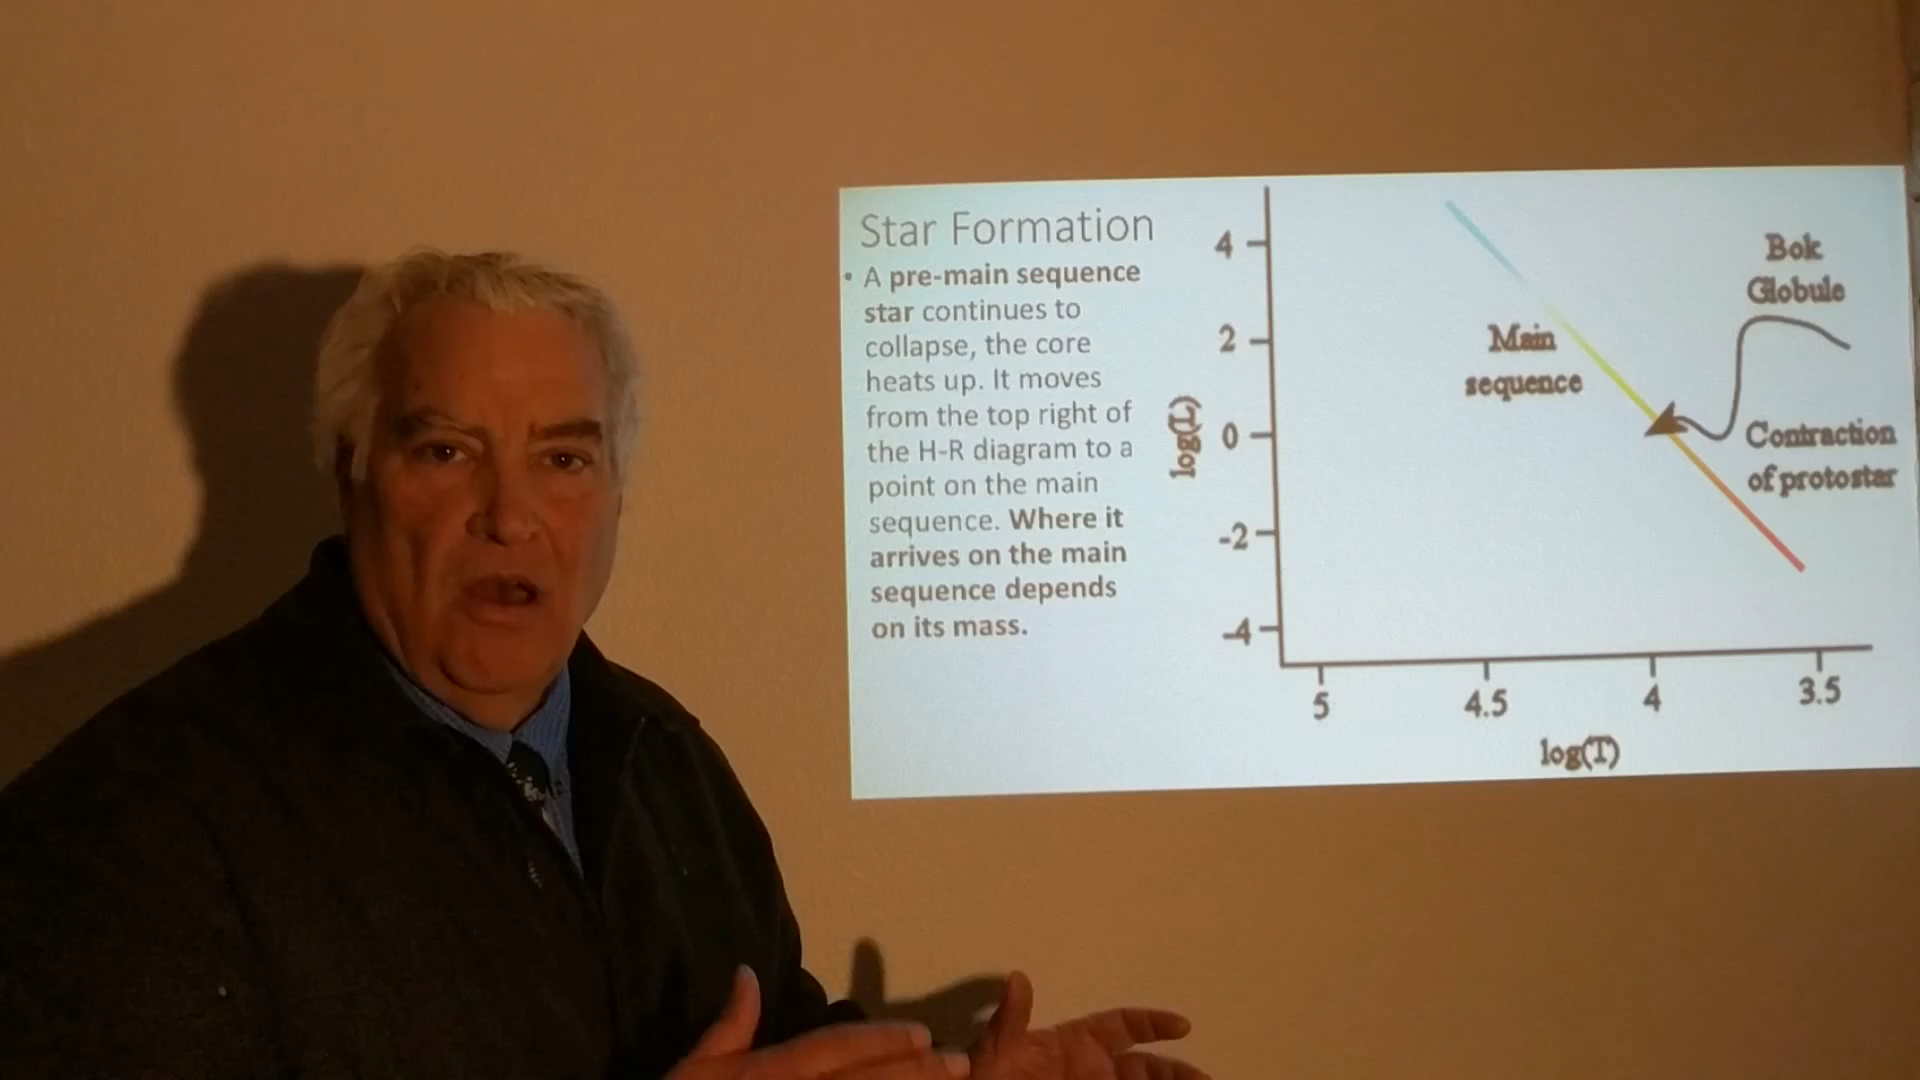 Star Formation
• A pre-main sequence
star continues to
collapse, the core
heats up. It moves
from the top right of
the H-R diagram to a
point on the main
sequence. Where it
arrives on the main
sequence depends
on its mass.
4
2
0
-2
-4
log(L)
Main
sequence
Bok
Globule
Contraction
of protostar
5 4.5 4 3.5
log(T)